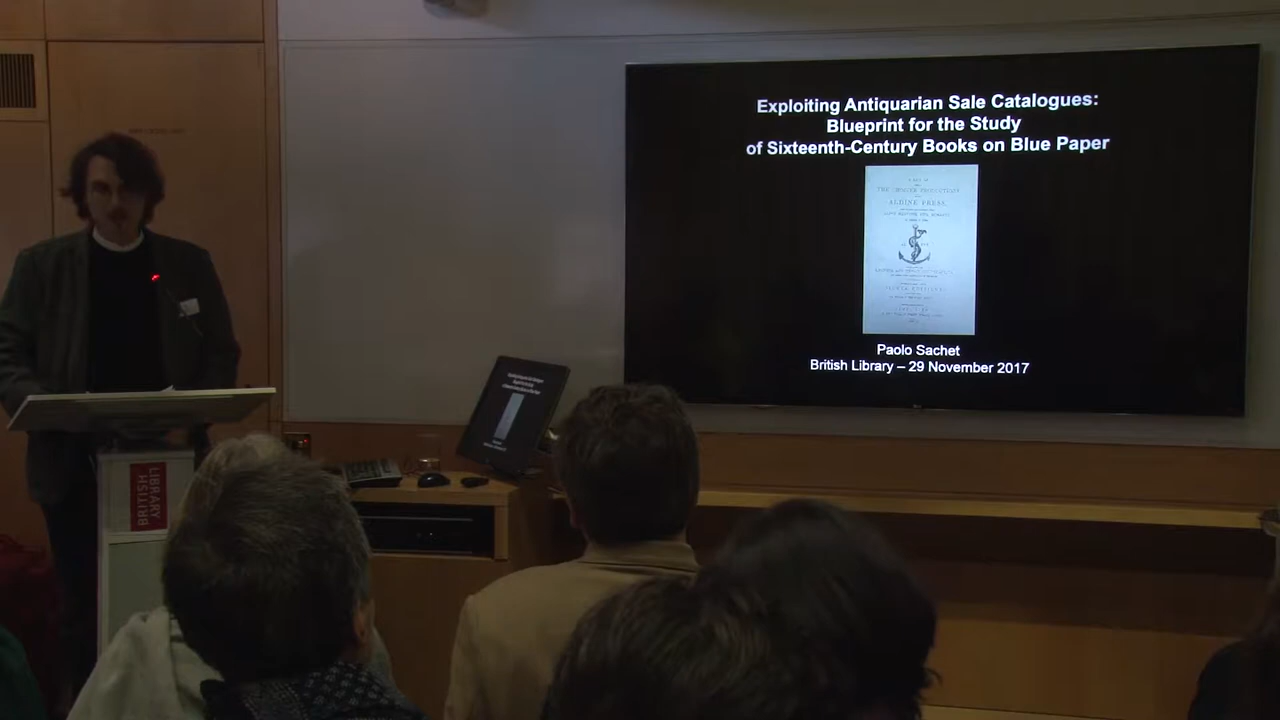 Exploiting Antiquarian Sale Catalogues:
Blueprint for the Study
of Sixteenth-Century Books on Blue Paper
ALDINE PRESS,
Paolo Sachet
British Library – 29 November 2017
BRITISH
LIBRARY